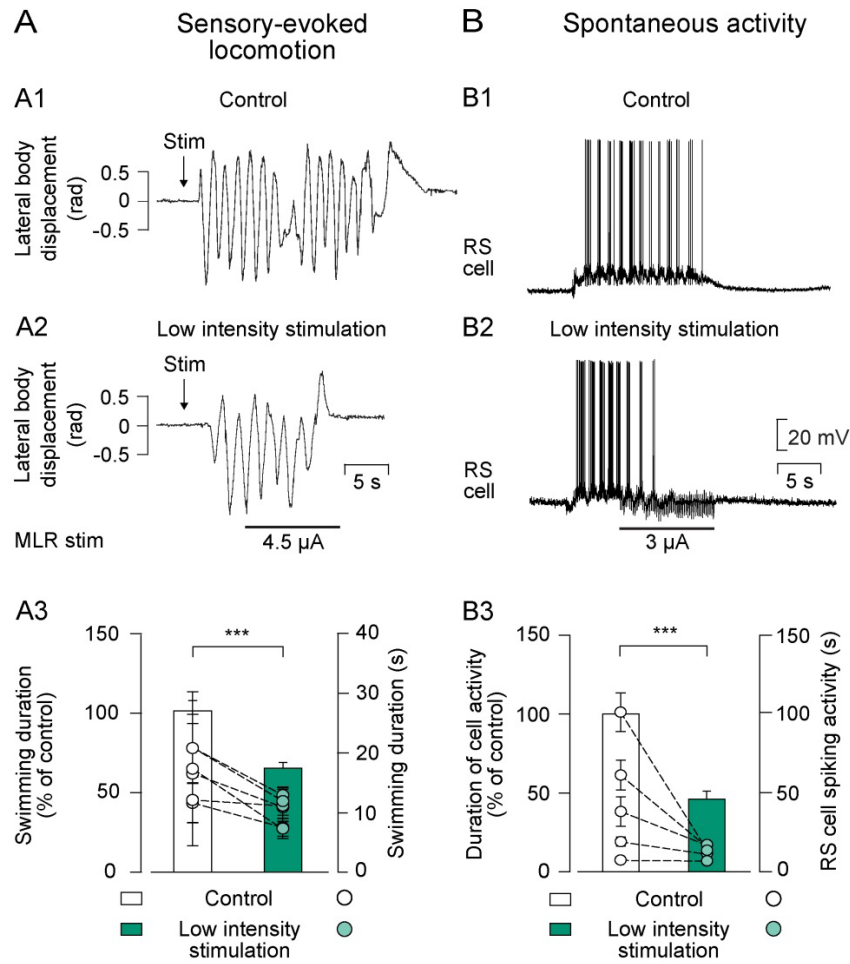 A
Sensory-evoked
locomotion
B
Spontaneous activity
A1
Control
Stim
Lateral body
displacement
(rad)
0.5
0
-0.5
B1
Control
RS
cell
A2
Low intensity stimulation
Stim
Lateral body
displacement
(rad)
0.5
0
-0.5
5 s
MLR stim
4.5 µA
B2
Low intensity stimulation
RS
cell
20 mV
5 s
3 µA
A3
Swimming duration
(% of control)
150
100
50
0
***
40
30
20
10
0
Swimming duration (s)
Control
Low intensity
stimulation
B3
Duration of cell activity
(% of control)
150
100
50
0
***
150
100
50
0
RS cell spiking activity (s)
Control
Low intensity
stimulation